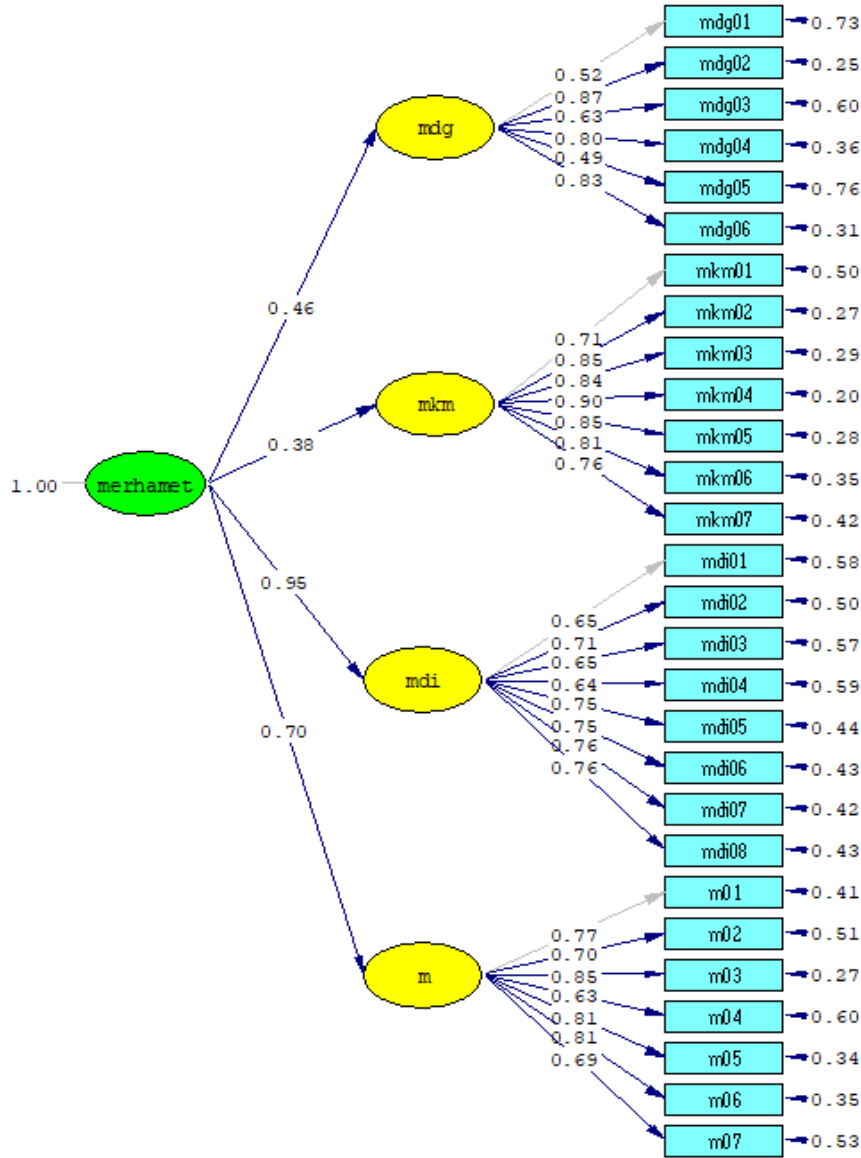 mdg01 0.73
mdg02 0.25
mdg03 0.60
mdg04 0.36
mdg05 0.76
mdg06 0.31
mkm01 0.50
mkm02 0.27
mkm03 0.29
mkm04 0.20
mkm05 0.28
mkm06 0.35
mkm07 0.42
mdi01 0.58
mdi02 0.50
mdi03 0.57
mdi04 0.59
mdi05 0.44
mdi06 0.43
mdi07 0.42
mdi08 0.43
m01 0.41
m02 0.51
m03 0.27
m04 0.60
m05 0.34
m06 0.35
m07 0.53
mdg
0.52
0.87
0.63
0.80
0.49
0.83
mkm
0.71
0.85
0.84
0.90
0.85
0.81
0.76
mdi
0.65
0.71
0.65
0.64
0.75
0.75
0.76
0.76
m
0.77
0.70
0.85
0.63
0.81
0.81
0.69
1.00 merhamet
0.46
0.38
0.95
0.70